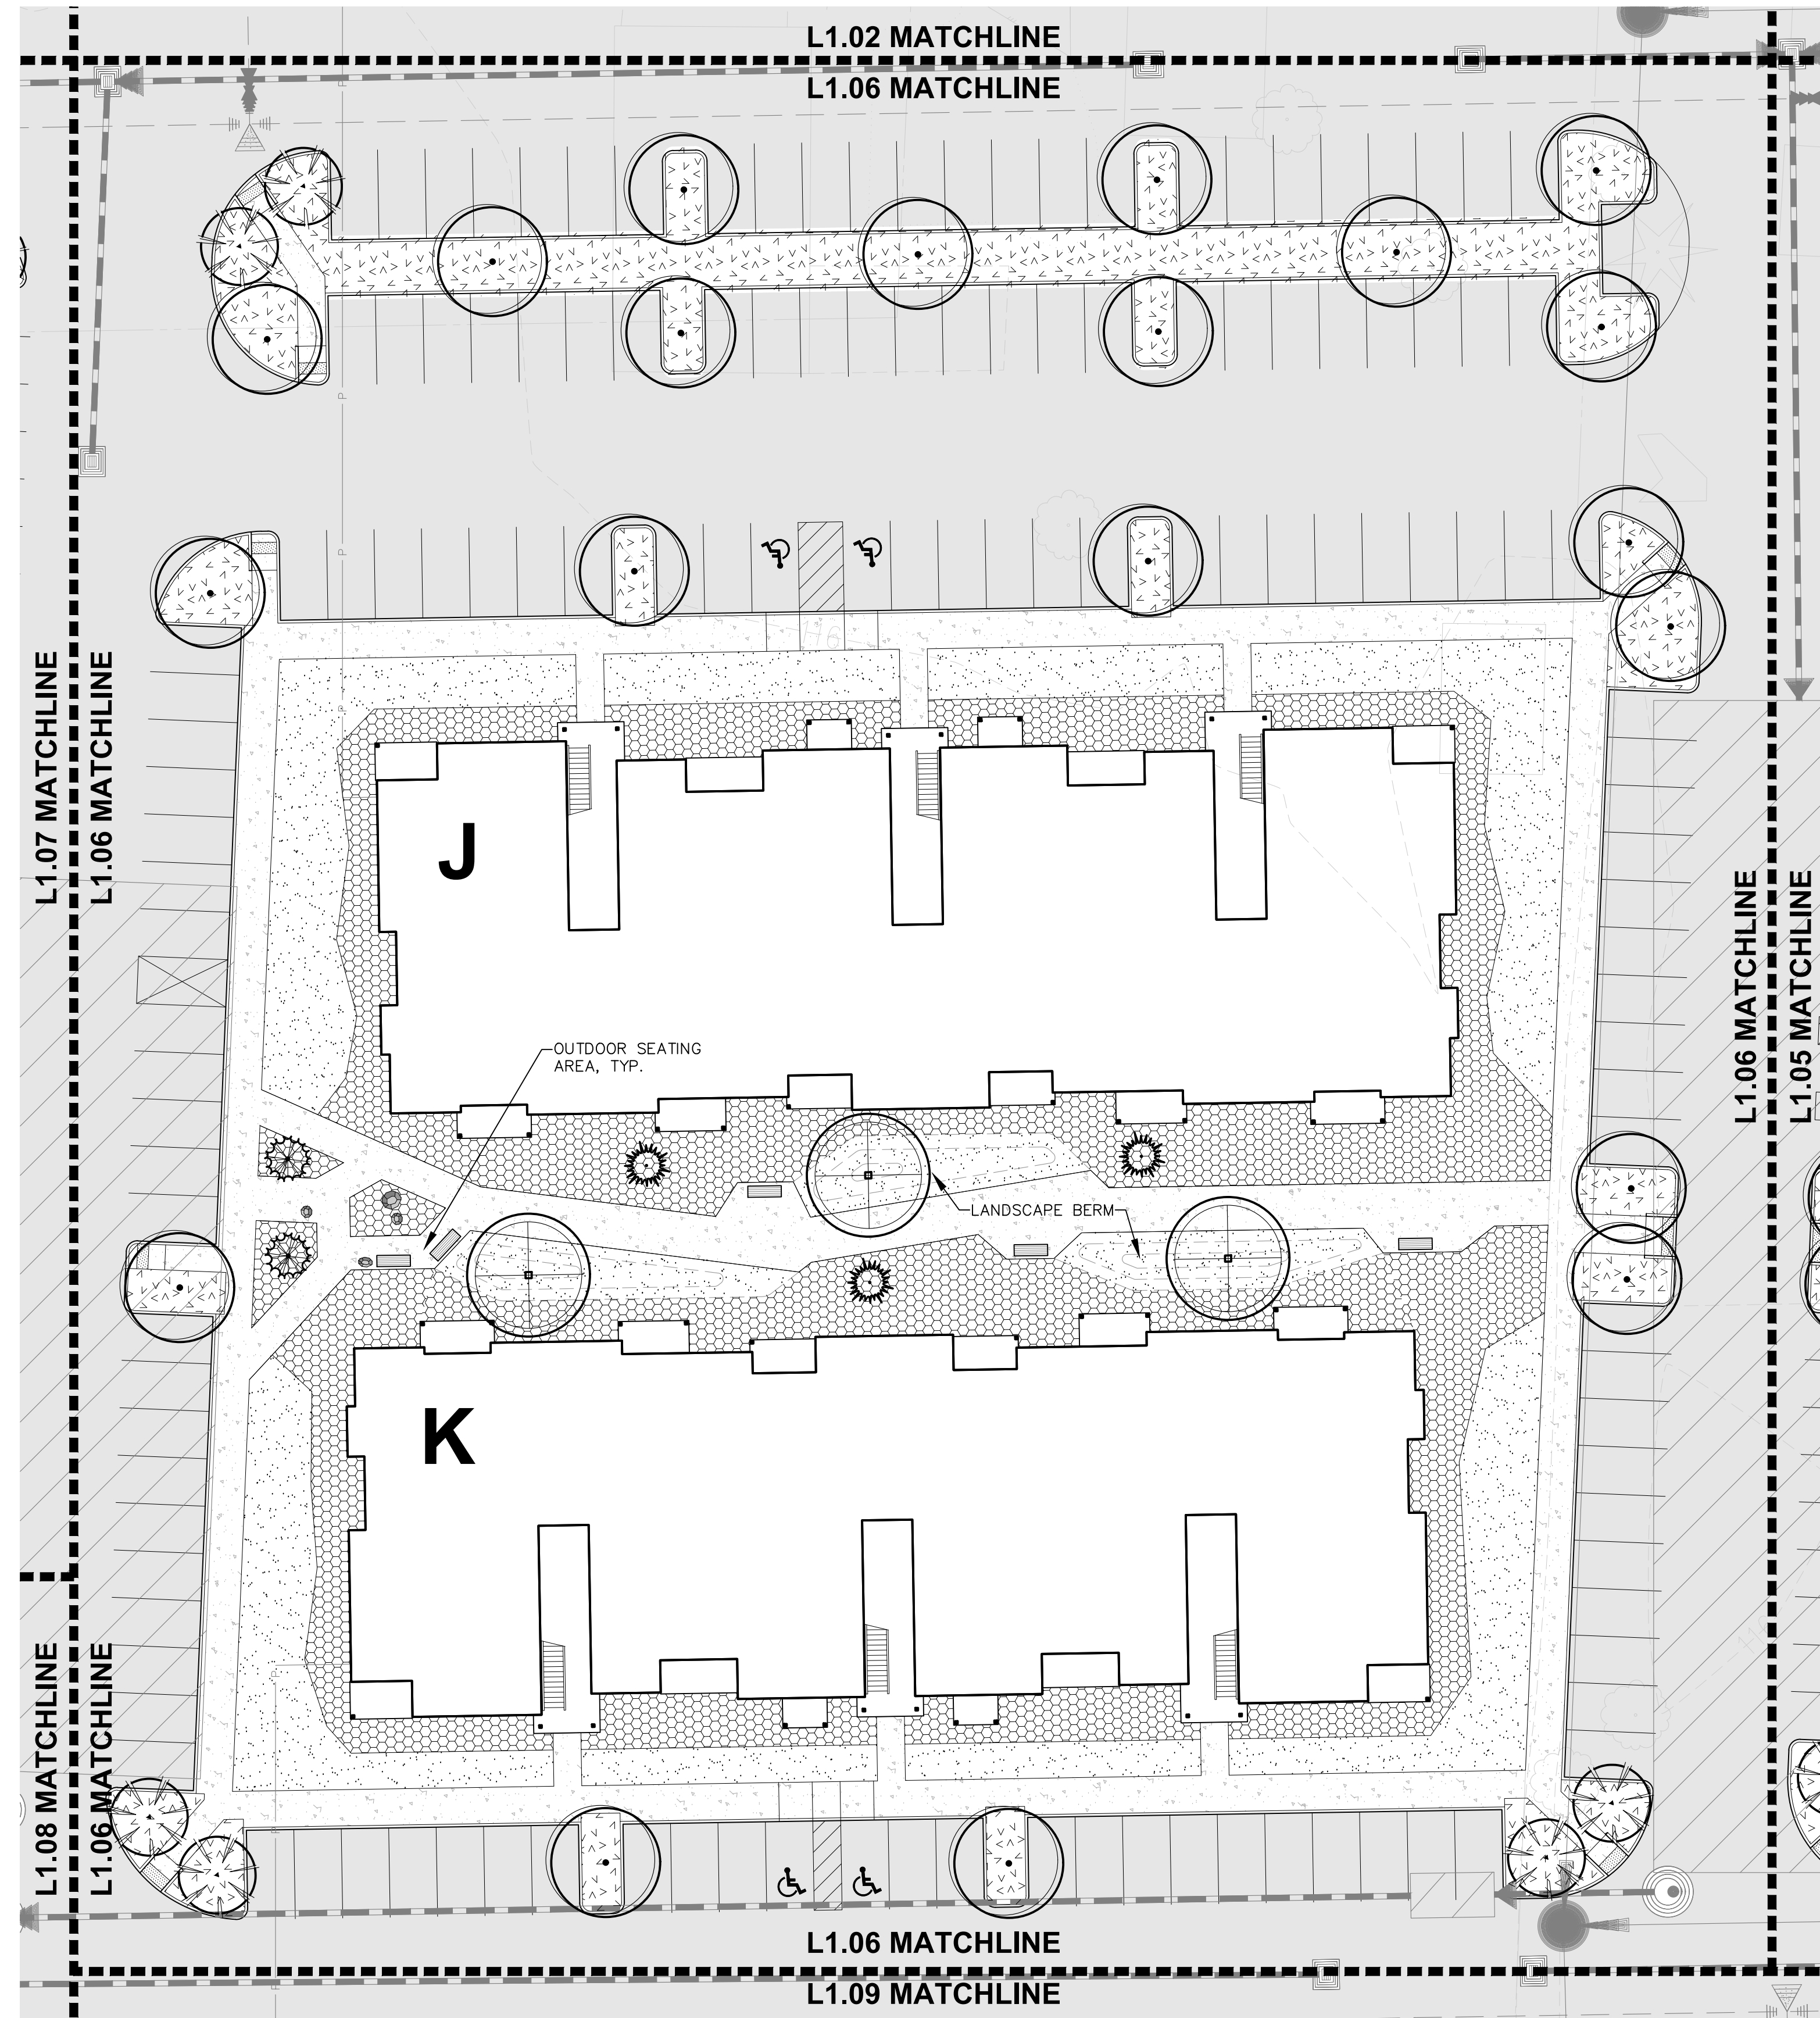 L1.02 MATCHLINE
L1.06 MATCHLINE
P
P
P
116
L1.07 MATCHLINE
L1.06 MATCHLINE
J
L1.06 MATCHLINE
L1.05 MATCHLINE
OUTDOOR SEATING
AREA, TYP.
LANDSCAPE BERM
K
L1.08 MATCHLINE
L1.06 MATCHLINE
L1.06 MATCHLINE
L1.09 MATCHLINE